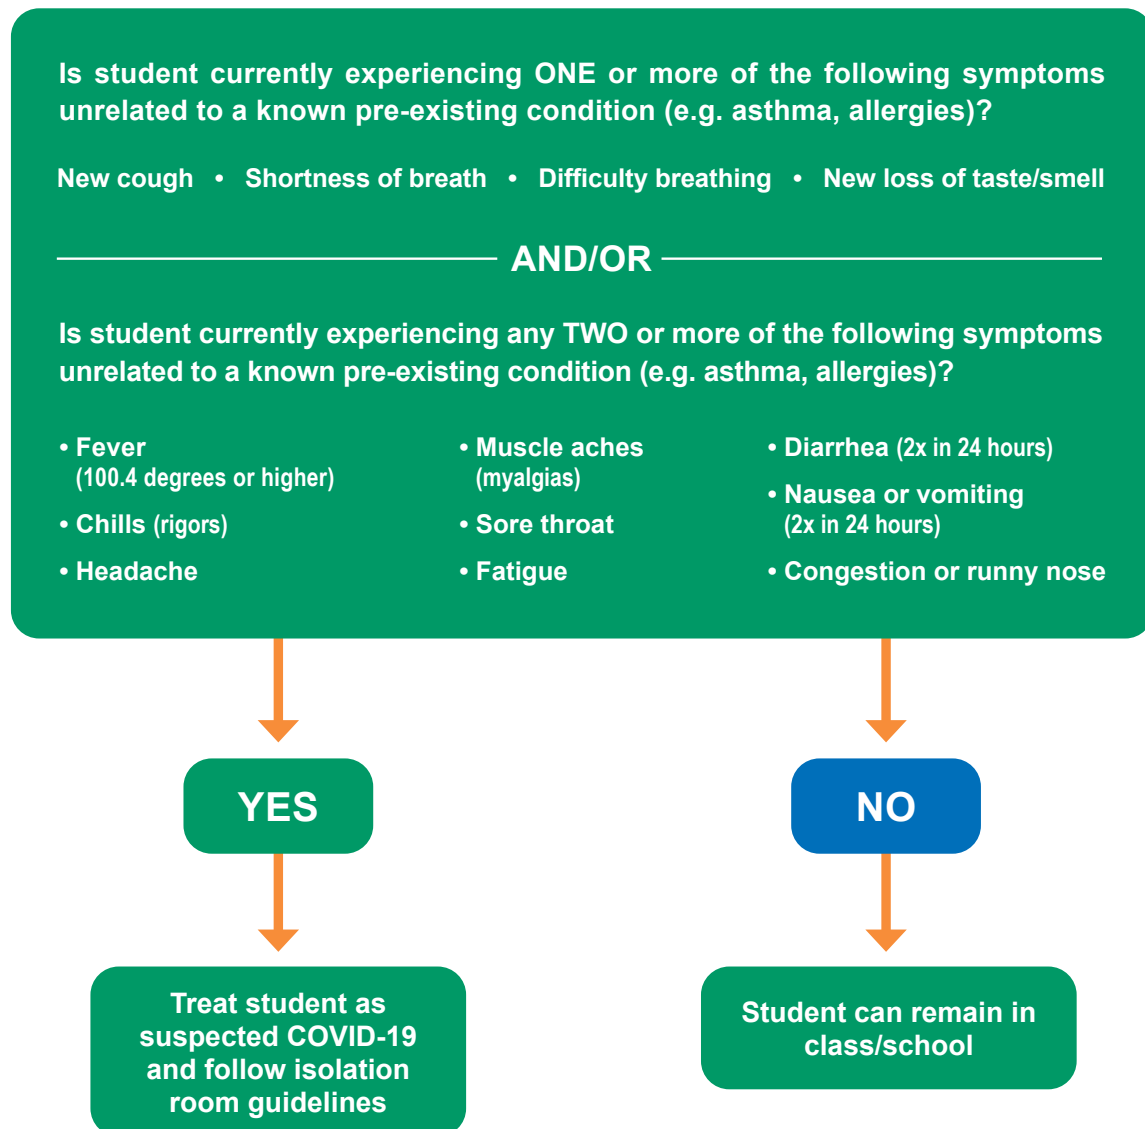 Is student currently experiencing ONE or more of the following symptoms
unrelated to a known pre-existing condition (e.g. asthma, allergies)?
New cough • Shortness of breath • Difficulty breathing • New loss of taste/smell
AND/OR
Is student currently experiencing any TWO or more of the following symptoms
unrelated to a known pre-existing condition (e.g. asthma, allergies)?
• Fever
(100.4 degrees or higher)
• Chills (rigors)
• Headache
• Muscle aches
(myalgias)
• Sore throat
• Fatigue
• Diarrhea (2x in 24 hours)
• Nausea or vomiting
(2x in 24 hours)
• Congestion or runny nose
YES
NO
Treat student as
suspected COVID-19
and follow isolation
room guidelines
Student can remain in
class/school